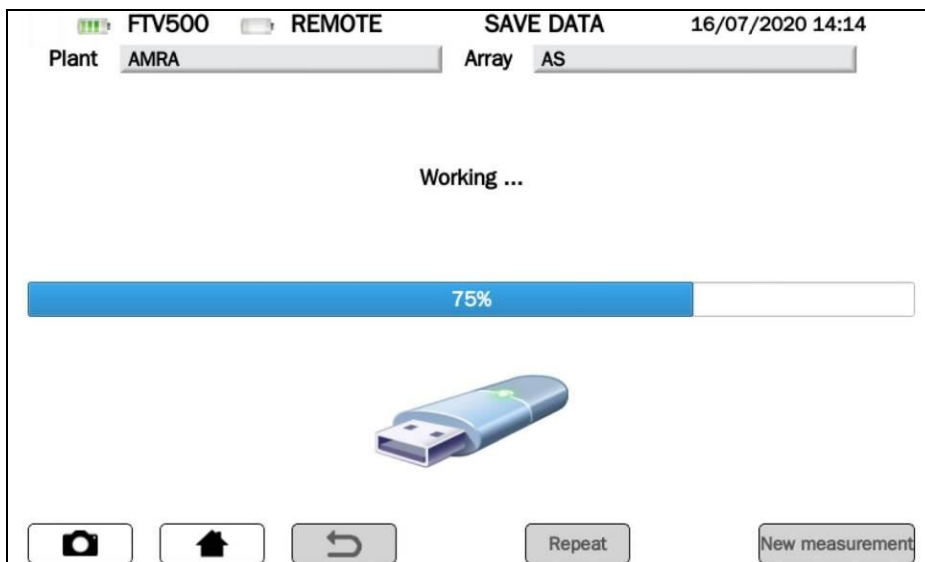 FTV500 REMOTE SAVE DATA 16/07/2020 14:14
Plant AMRA Array AS
Working ...
75%
Repeat New measurement